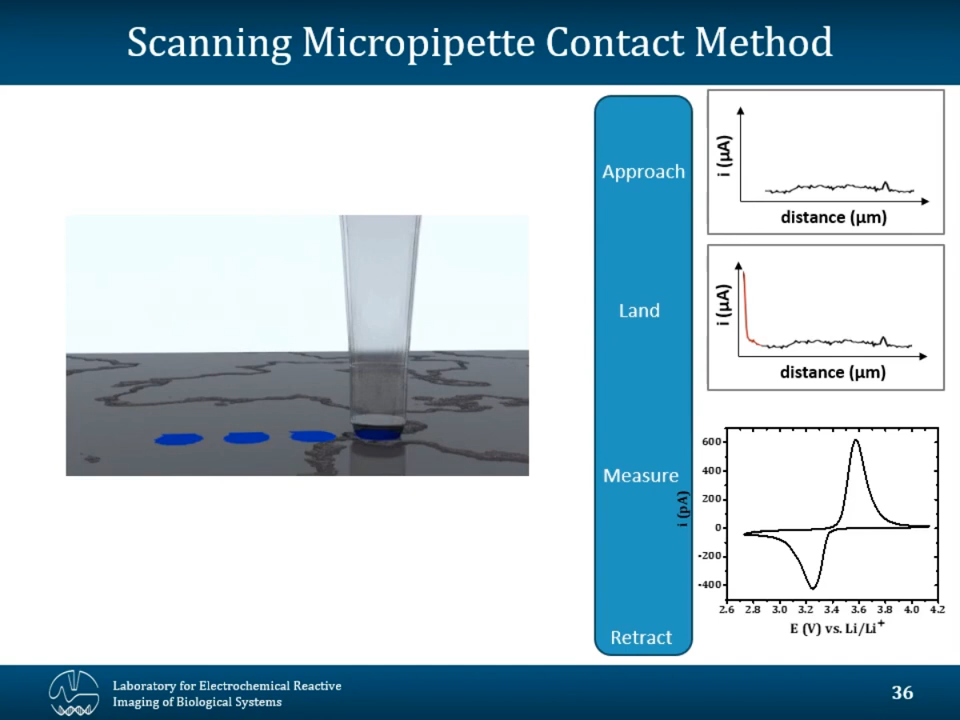 Scanning Micropipette Contact Method
Approach
i (µA)
distance (µm)
Land
i (µA)
distance (µm)
Measure
i (pA)
600
400
200
0
-200
-400
2.6 2.8 3.0 3.2 3.4 3.6 3.8 4.0 4.2
E (V) vs. Li/Li⁺
Retract
Laboratory for Electrochemical Reactive
Imaging of Biological Systems
36